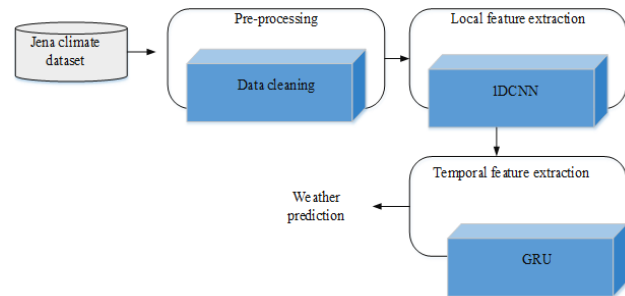 Jena climate
dataset
Pre-processing
Data cleaning
Local feature extraction
1DCNN
Temporal feature extraction
GRU
Weather
prediction